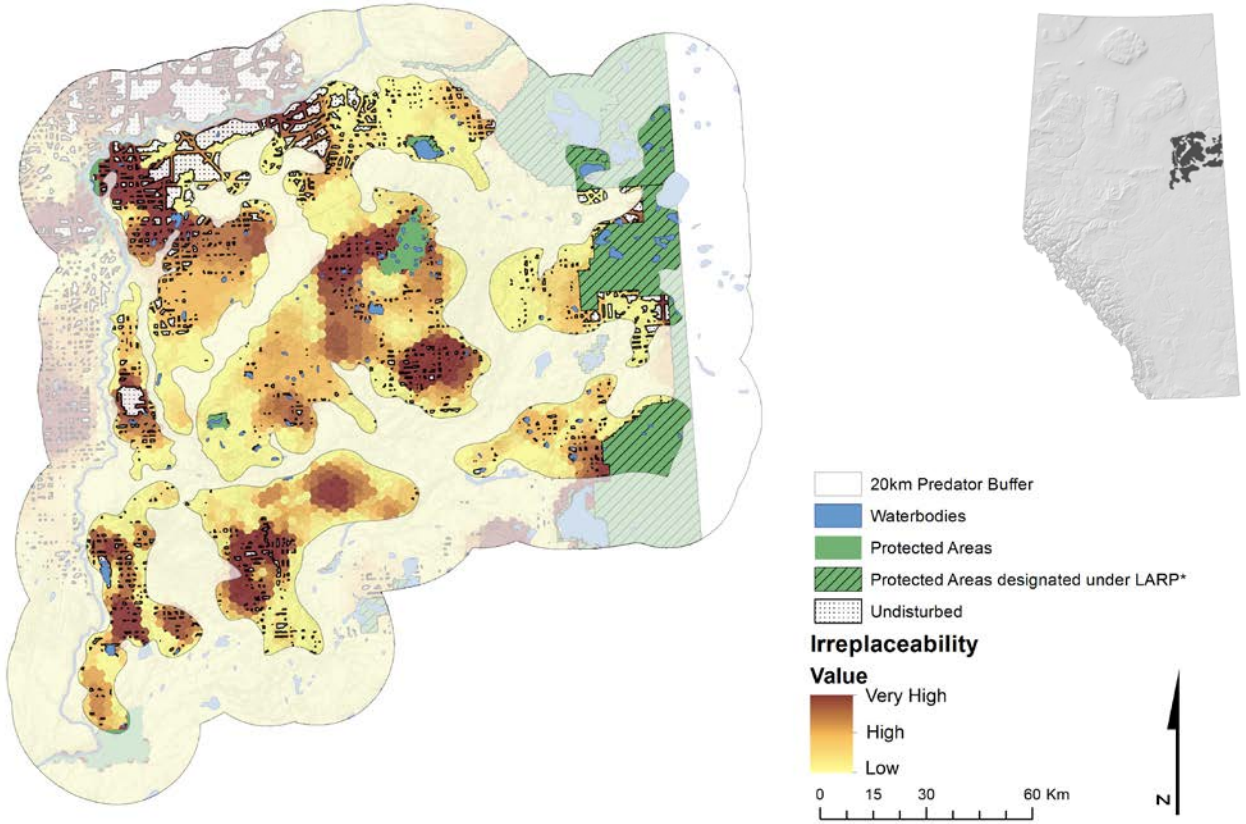 20km Predator Buffer
Waterbodies
Protected Areas
Protected Areas designated under LARP*
Undisturbed
Irreplaceability
Value
Very High
High
Low
0 15 30 60 Km
N